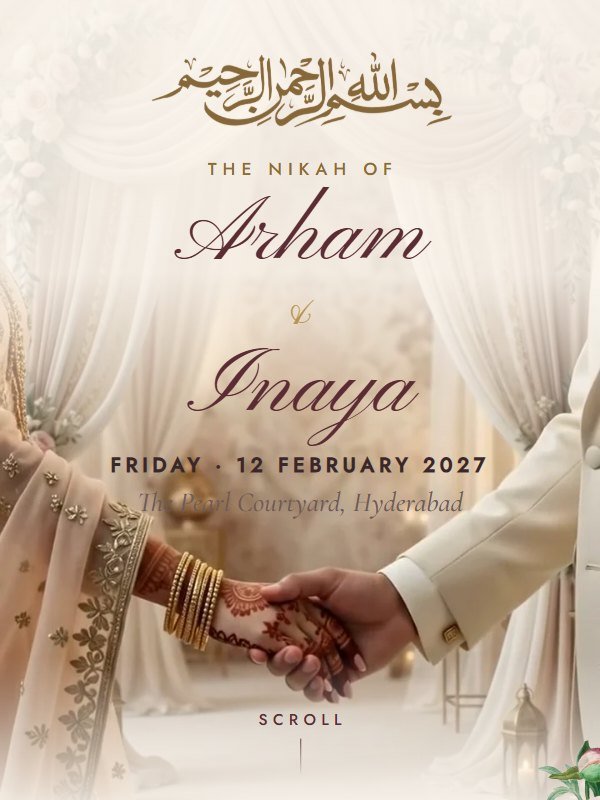 بسم الله الرحمن الرحيم
THE NIKAH OF
Arham
&
Inaya
FRIDAY · 12 FEBRUARY 2027
The Pearl Courtyard, Hyderabad
SCROLL